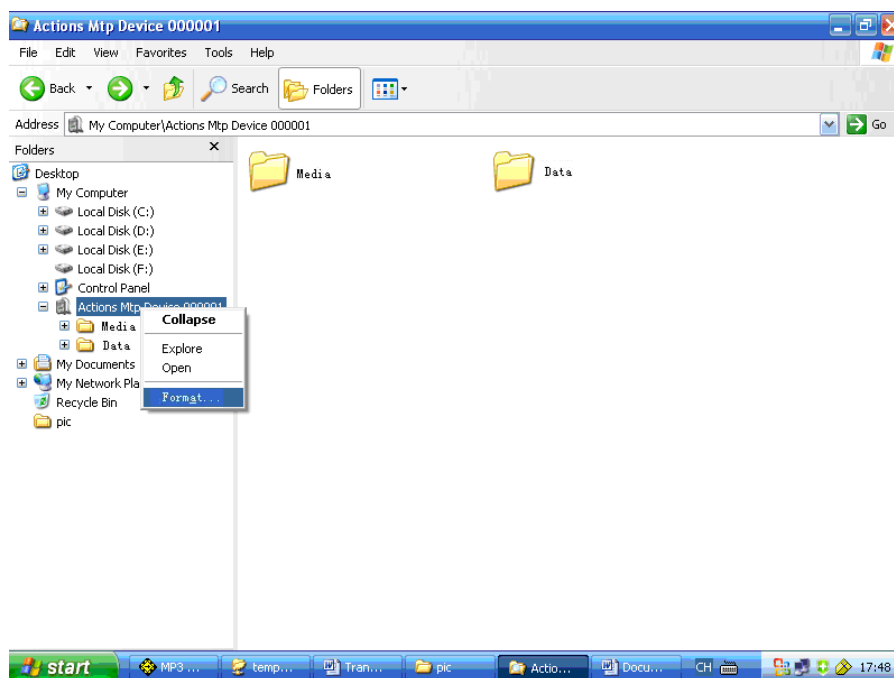 Actions Mtp Device 000001
File Edit View Favorites Tools Help
Back Search Folders
Address My Computer\Actions Mtp Device 000001 Go
Folders x
Desktop
My Computer
Local Disk (C:)
Local Disk (D:)
Local Disk (E:)
Local Disk (F:)
Control Panel
Actions Mtp Device 000001
Media
Data
My Documents
My Network Pla
Recycle Bin
pic
Collapse
Explore
Open
Format...
Media
Data
start MP3 ... temp... Tran... pic Actio... Docu... CH 17:48